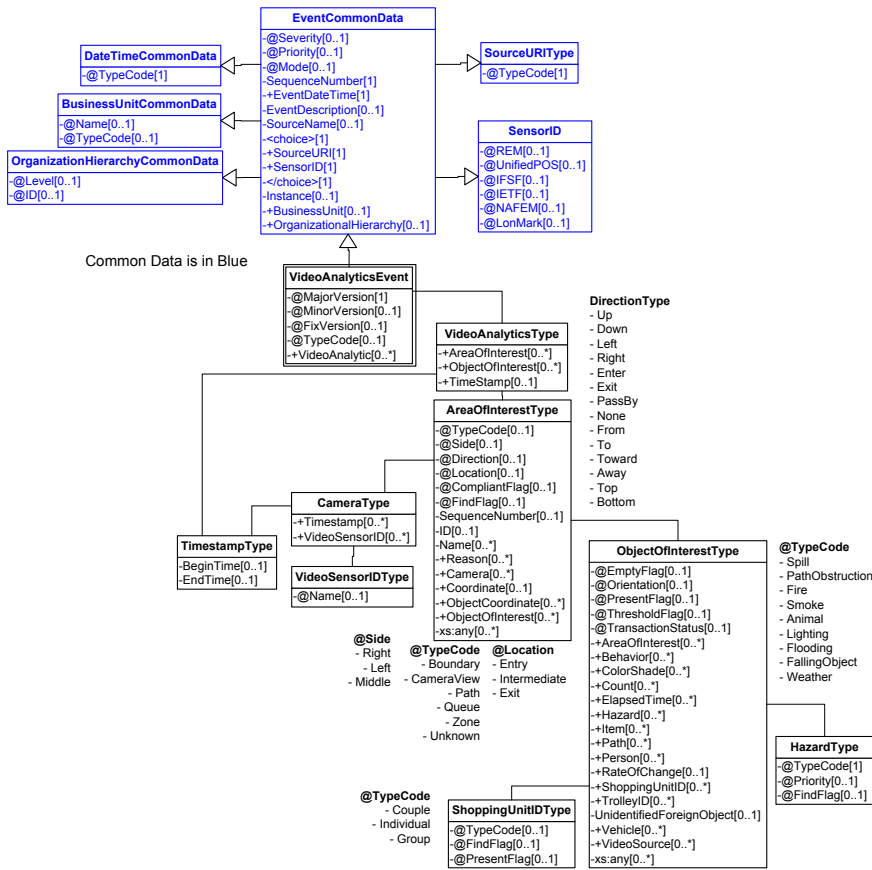 EventCommonData
-@Severity[0..1]
-@Priority[0..1]
-@Mode[0..1]
-SequenceNumber[1]
-+EventDateTime[1]
-EventDescription[0..1]
-SourceName[0..1]
-<choice>[1]
-+SourceURI[1]
-+SensorID[1]
-</choice>[1]
-Instance[0..1]
-+BusinessUnit[0..1]
-+OrganizationalHierarchy[0..1]
DateTimeCommonData
-@TypeCode[1]
BusinessUnitCommonData
-@Name[0..1]
-@TypeCode[0..1]
OrganizationHierarchyCommonData
-@Level[0..1]
-@ID[0..1]
SourceURIType
-@TypeCode[1]
SensorID
-@REM[0..1]
-@UnifiedPOS[0..1]
-@IFSF[0..1]
-@IETF[0..1]
-@NAFEM[0..1]
-@LonMark[0..1]
Common Data is in Blue
VideoAnalyticsEvent
-@MajorVersion[1]
-@MinorVersion[0..1]
-@FixVersion[0..1]
-@TypeCode[0..1]
-+VideoAnalytic[0..*]
VideoAnalyticsType
-+AreaOfInterest[0..*]
-+ObjectOfInterest[0..*]
-+TimeStamp[0..1]
DirectionType
- Up
- Down
- Left
- Right
- Enter
- Exit
- PassBy
- None
- From
- To
- Toward
- Away
- Top
- Bottom
AreaOfInterestType
-@TypeCode[0..1]
-@Side[0..1]
-@Direction[0..1]
-@Location[0..1]
-@CompliantFlag[0..1]
-@FindFlag[0..1]
-SequenceNumber[0..1]
-ID[0..1]
-Name[0..*]
-+Reason[0..*]
-+Camera[0..*]
-+Coordinate[0..1]
-+ObjectCoordinate[0..*]
-+ObjectOfInterest[0..*]
-xs:any[0..*]
CameraType
-+Timestamp[0..*]
-+VideoSensorID[0..*]
TimestampType
-BeginTime[0..1]
-EndTime[0..1]
VideoSensorIDType
-@Name[0..1]
@Side
- Right
- Left
- Middle
@TypeCode
- Boundary
- CameraView
- Path
- Queue
- Zone
- Unknown
@Location
- Entry
- Intermediate
- Exit
ObjectOfInterestType
-@EmptyFlag[0..1]
-@Orientation[0..1]
-@PresentFlag[0..1]
-@ThresholdFlag[0..1]
-@TransactionStatus[0..1]
-+AreaOfInterest[0..*]
-+Behavior[0..*]
-+ColorShade[0..*]
-+Count[0..*]
-+ElapsedTime[0..*]
-+Hazard[0..*]
-+Item[0..*]
-+Path[0..*]
-+Person[0..*]
-+RateOfChange[0..1]
-+ShoppingUnitID[0..*]
-+TrolleyID[0..*]
-UnidentifiedForeignObject[0..1]
-+Vehicle[0..*]
-+VideoSource[0..*]
-xs:any[0..*]
@TypeCode
- Spill
- PathObstruction
- Fire
- Smoke
- Animal
- Lighting
- Flooding
- FallingObject
- Weather
HazardType
-@TypeCode[1]
-@Priority[0..1]
-@FindFlag[0..1]
@TypeCode
- Couple
- Individual
- Group
ShoppingUnitIDType
-@TypeCode[0..1]
-@FindFlag[0..1]
-@PresentFlag[0..1]